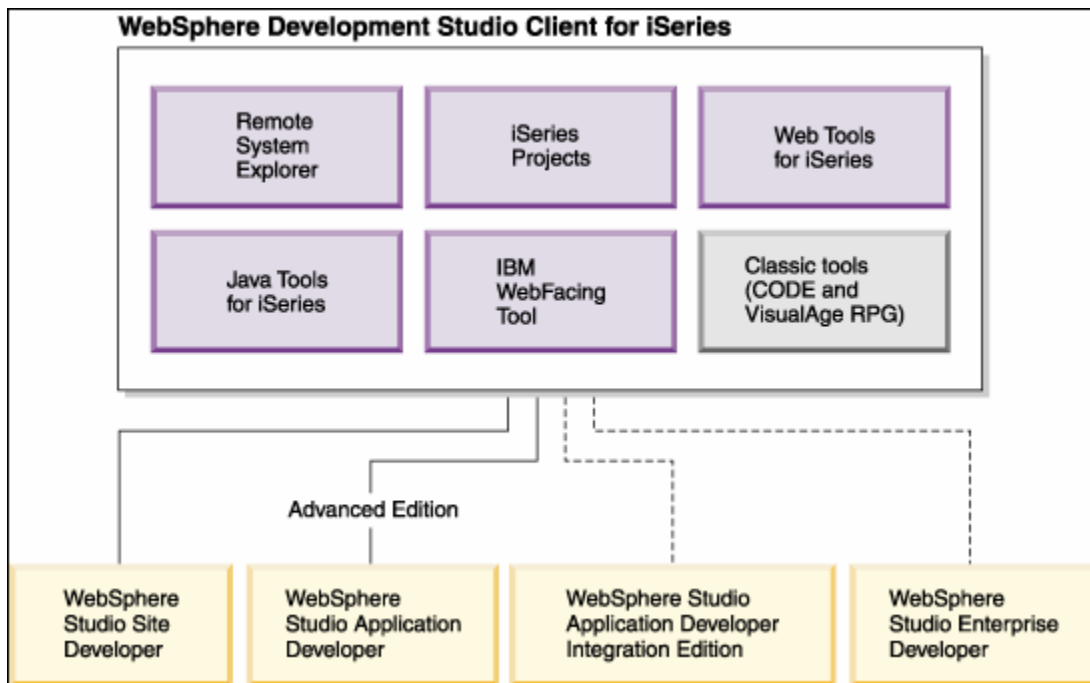 WebSphere Development Studio Client for iSeries
Remote
System
Explorer
iSeries
Projects
Web Tools
for iSeries
Java Tools
for iSeries
IBM
WebFacing
Tool
Classic tools
(CODE and
VisualAge RPG)
Advanced Edition
WebSphere
Studio Site
Developer
WebSphere
Studio Application
Developer
WebSphere Studio
Application Developer
Integration Edition
WebSphere
Studio Enterprise
Developer